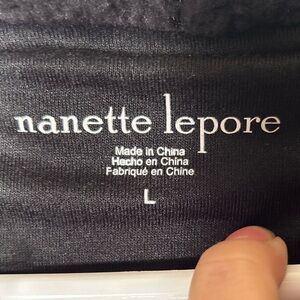 nanette lepore
Made in China
Hecho en China
Fabriqué en Chine
L